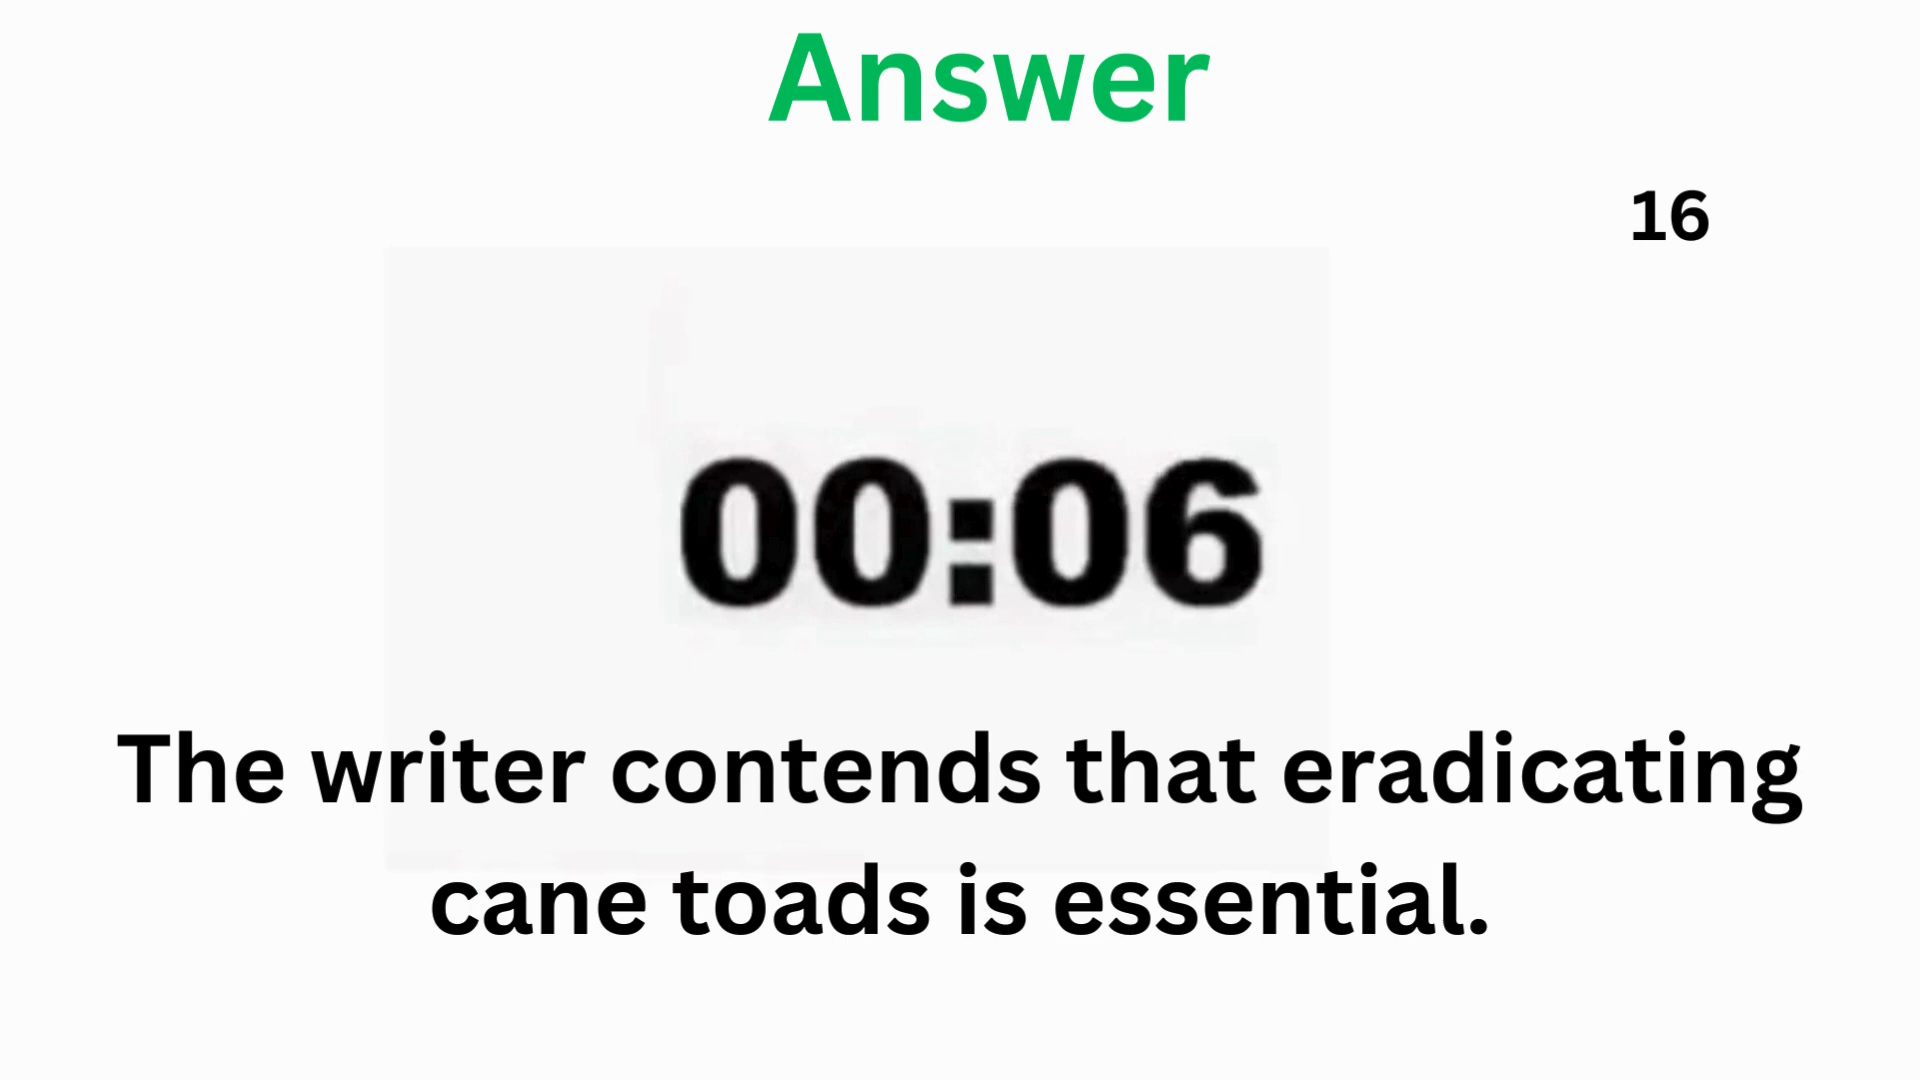 Answer
16
00:06
The writer contends that eradicating
cane toads is essential.